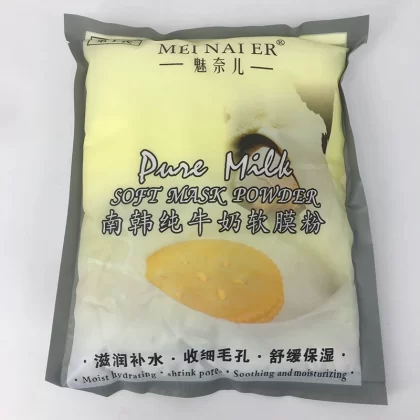 MEI NAI ER®
魅奈儿
Pure Milk
SOFT MASK POWDER
南韩纯牛奶软膜粉
·滋润补水·收细毛孔·舒缓保湿
·Moist hydrating·shrink pores·Soothing and moisturizing